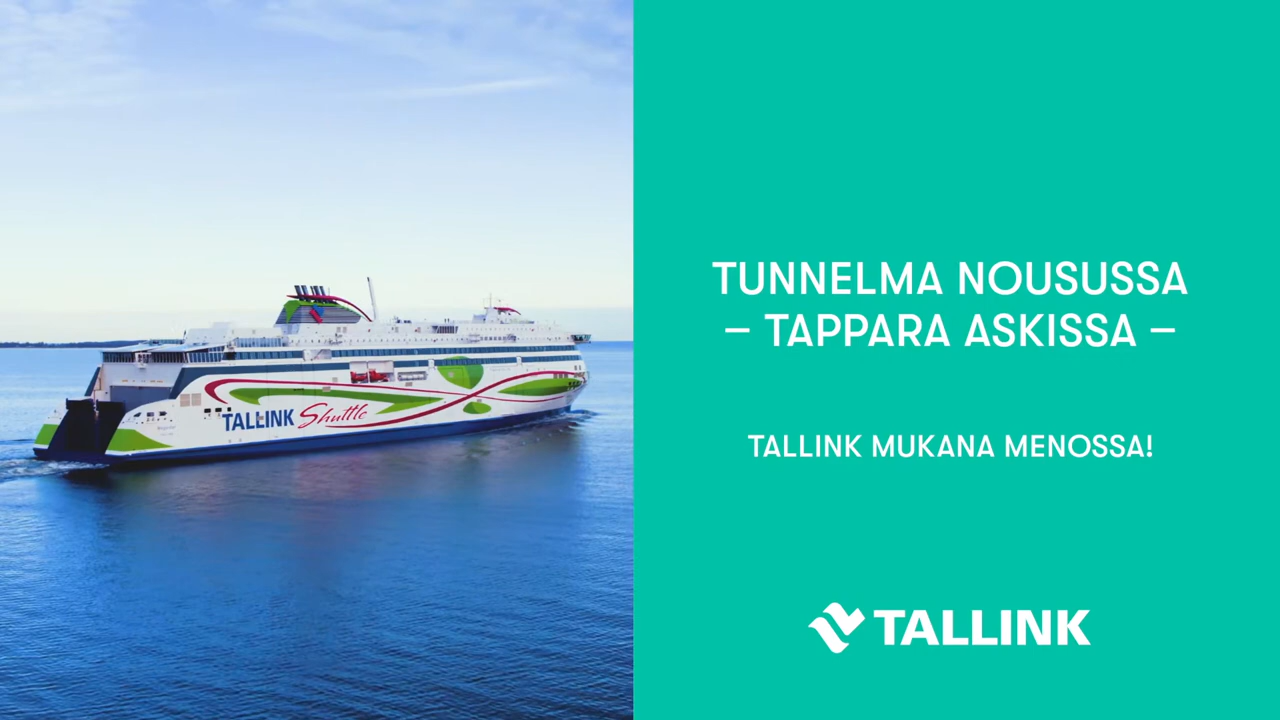 TALLINK Shuttle
TUNNELMA NOUSUSSA
– TAPPARA ASKISSA –
TALLINK MUKANA MENOSSA!
TALLINK